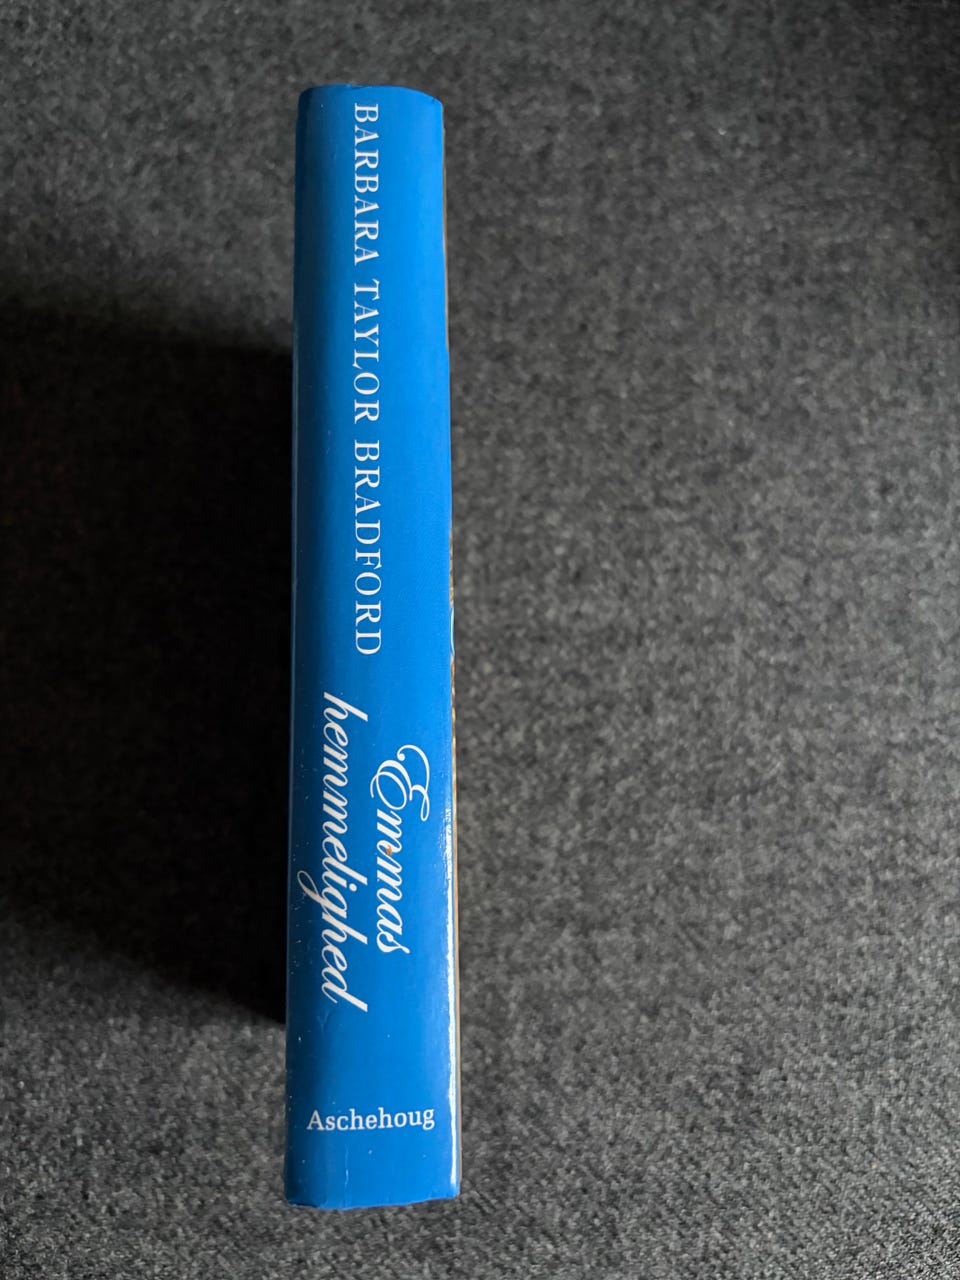 BARBARA TAYLOR BRADFORD
Emmas
hemmelighed
Aschehoug